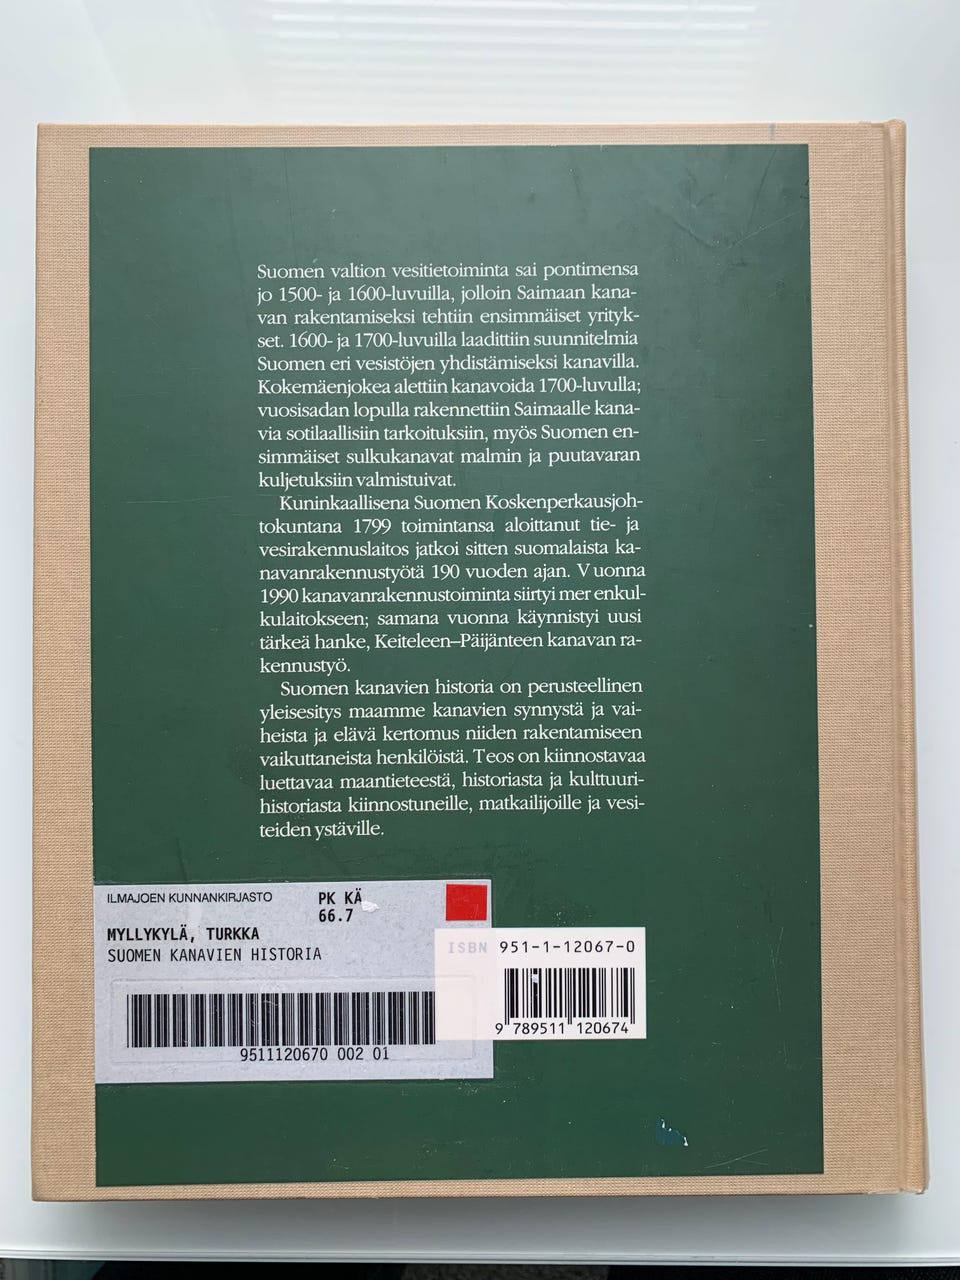 Suomen valtion vesitietoiminta sai pontimensa
jo 1500- ja 1600-luvuilla, jolloin Saimaan kana-
van rakentamiseksi tehtiin ensimmäiset yrityk-
set. 1600- ja 1700-luvuilla laadittiin suunnitelmia
Suomen eri vesistöjen yhdistämiseksi kanavilla.
Kokemäenjokea alettiin kanavoida 1700-luvulla;
vuosisadan lopulla rakennettiin Saimaalle kana-
via sotilaallisiin tarkoituksiin, myös Suomen en-
simmäiset sulkukanavat malmin ja puutavaran
kuljetuksiin valmistuivat.
Kuninkaallisena Suomen Koskenperkausjoh-
tokuntana 1799 toimintansa aloittanut tie- ja
vesirakennuslaitos jatkoi sitten suomalaista ka-
navanrakennustyötä 190 vuoden ajan. V uonna
1990 kanavanrakennustoiminta siirtyi mer enkul-
kulaitokseen; samana vuonna käynnistyi uusi
tärkeä hanke, Keiteleen–Päijänteen kanavan ra-
kennustyö.
Suomen kanavien historia on perusteellinen
yleisesitys maamme kanavien synnystä ja vai-
heista ja elävä kertomus niiden rakentamiseen
vaikuttaneista henkilöistä. Teos on kiinnostavaa
luettavaa maantieteestä, historiasta ja kulttuuri-
historiasta kiinnostuneille, matkailijoille ja vesi-
teiden ystäville.
ILMAJOEN KUNNANKIRJASTO PK KÄ
66.7
MYLLYKYLÄ, TURKKA
SUOMEN KANAVIEN HISTORIA
9511120670 002 01
ISBN 951-1-12067-0
9 789511 120674